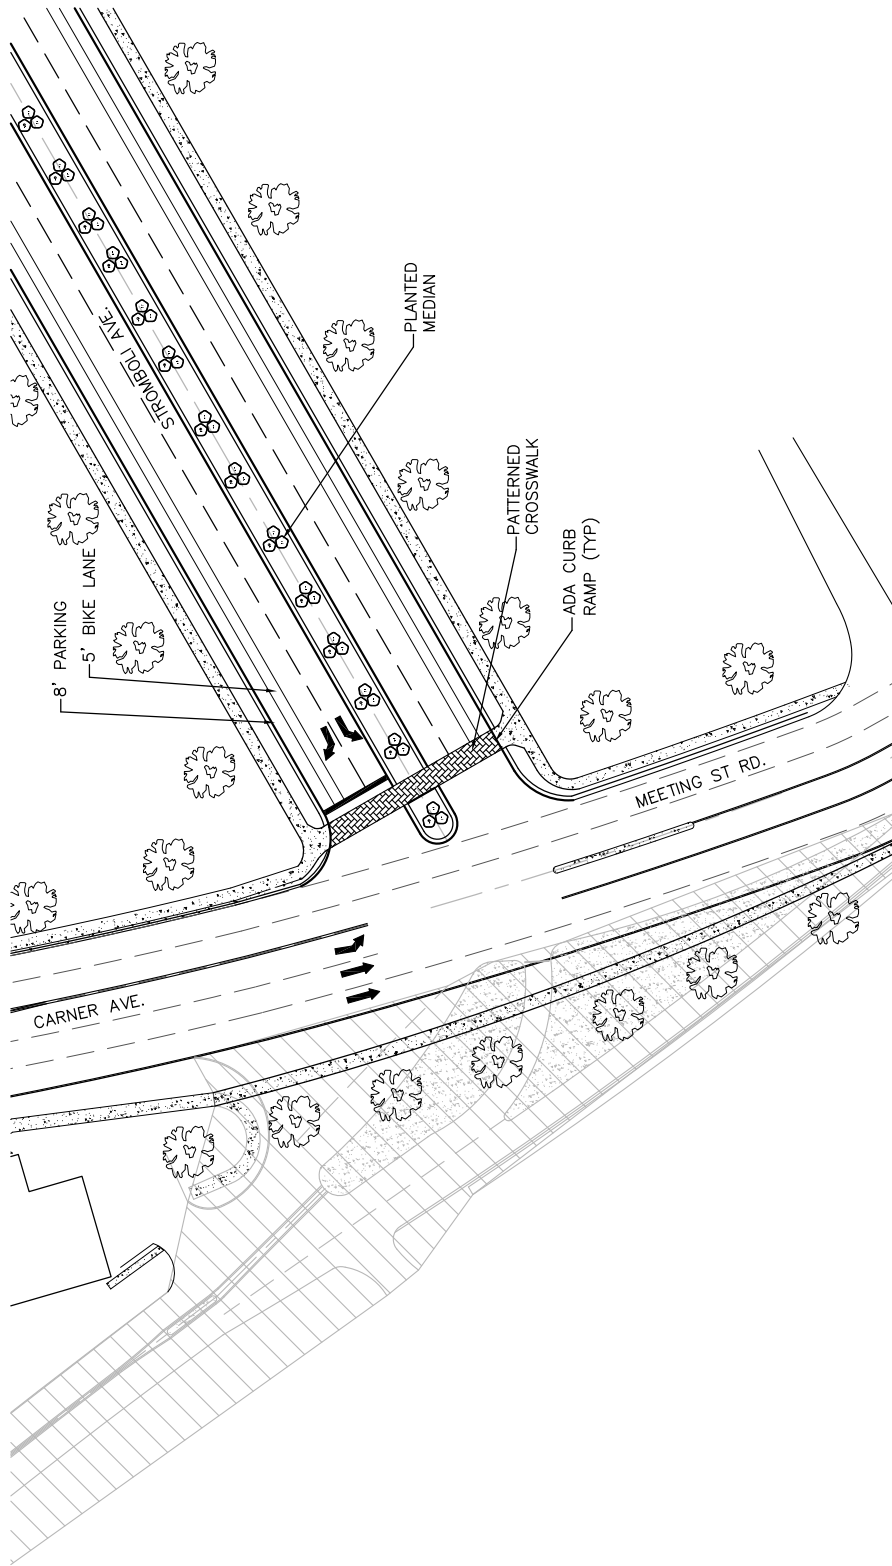 STROMBOLI AVE.
PLANTED
MEDIAN
PATTERNED
CROSSWALK
ADA CURB
RAMP (TYP)
8' PARKING
5' BIKE LANE
MEETING ST RD.
CARNER AVE.